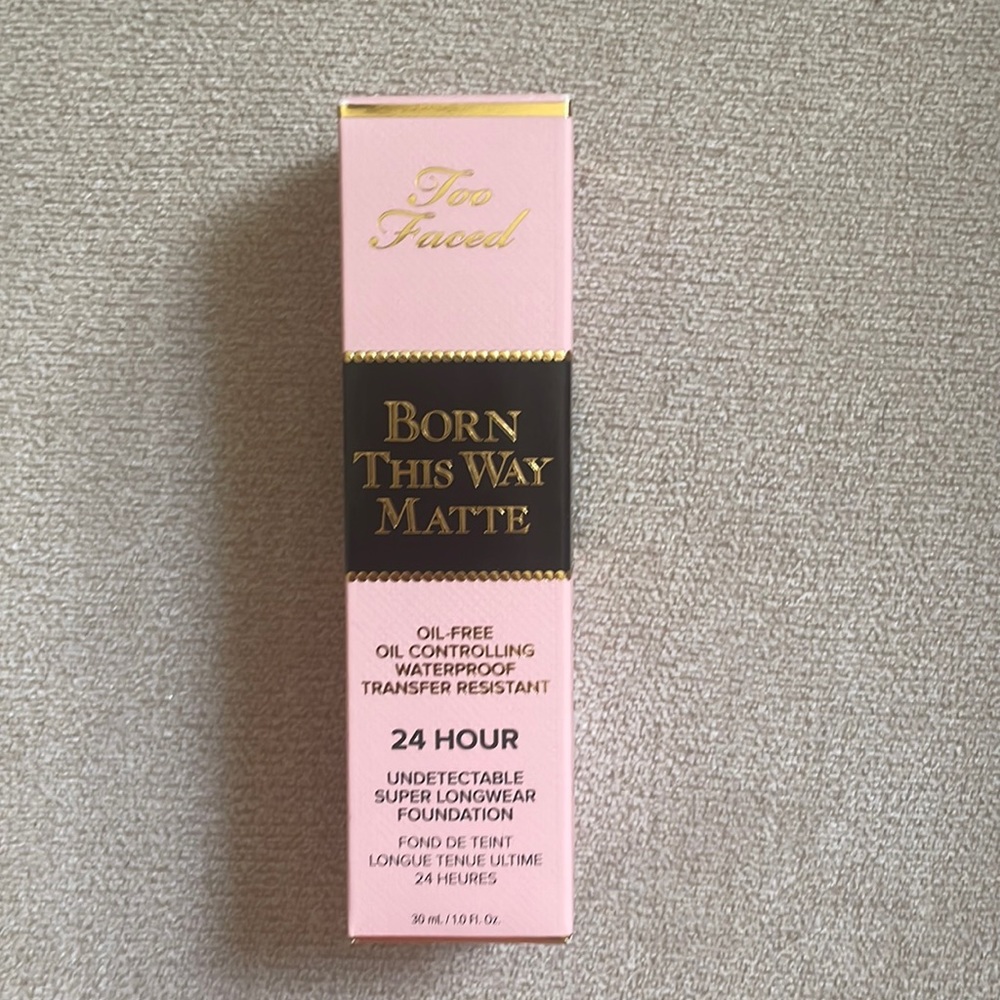 Too
Faced
BORN
THIS WAY
MATTE
OIL-FREE
OIL CONTROLLING
WATERPROOF
TRANSFER RESISTANT
24 HOUR
UNDETECTABLE
SUPER LONGWEAR
FOUNDATION
FOND DE TEINT
LONGUE TENUE ULTIME
24 HEURES
30 mL / 1.0 Fl. Oz.